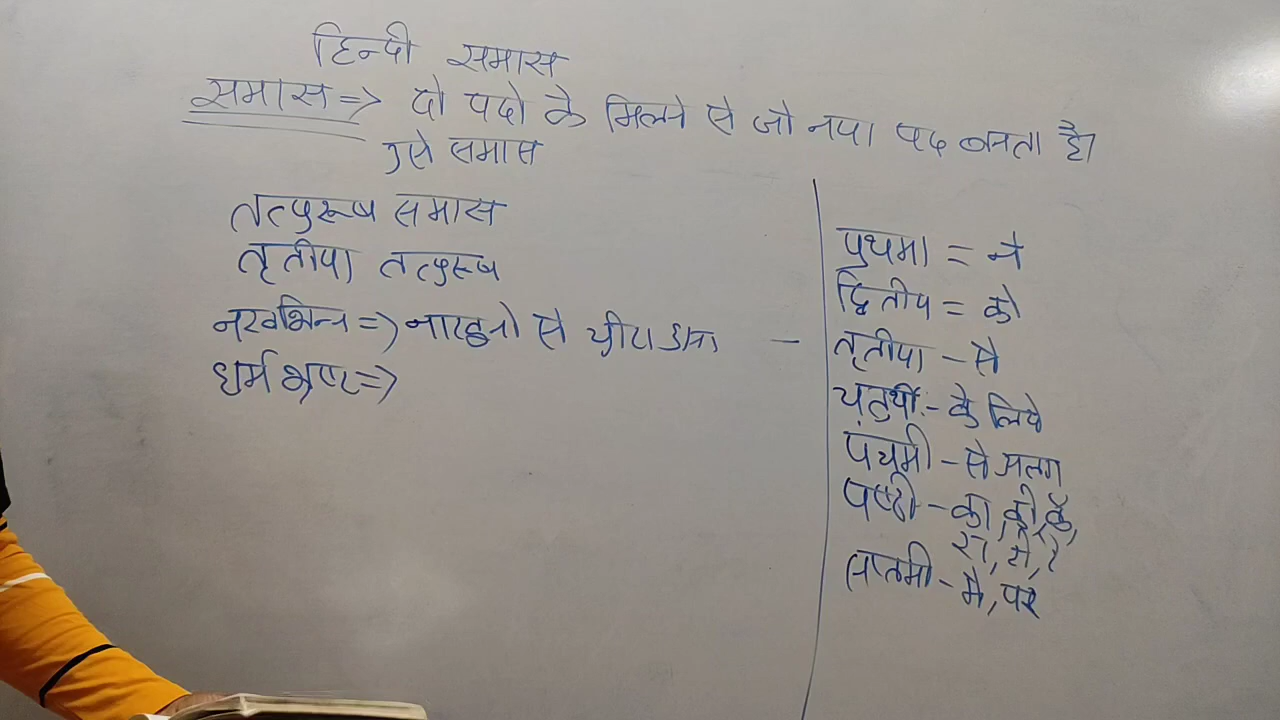 हिन्दी समास
समास => दो पदो के मिलने से जो नया पद बनता है।
उसे समास
तत्पुरूष समास
तृतीया तत्पुरूष
नखभिन्न => नाखूनो से चीरा हुआ -
धर्म भ्रष्ट =>
प्रथमा = ने
द्वितीय = को
तृतीया - से
चतुर्थी - के लिये
पंचमी - से अलग
षष्ठी - का, की, के,
रा, री, रे
सप्तमी - मे, पर